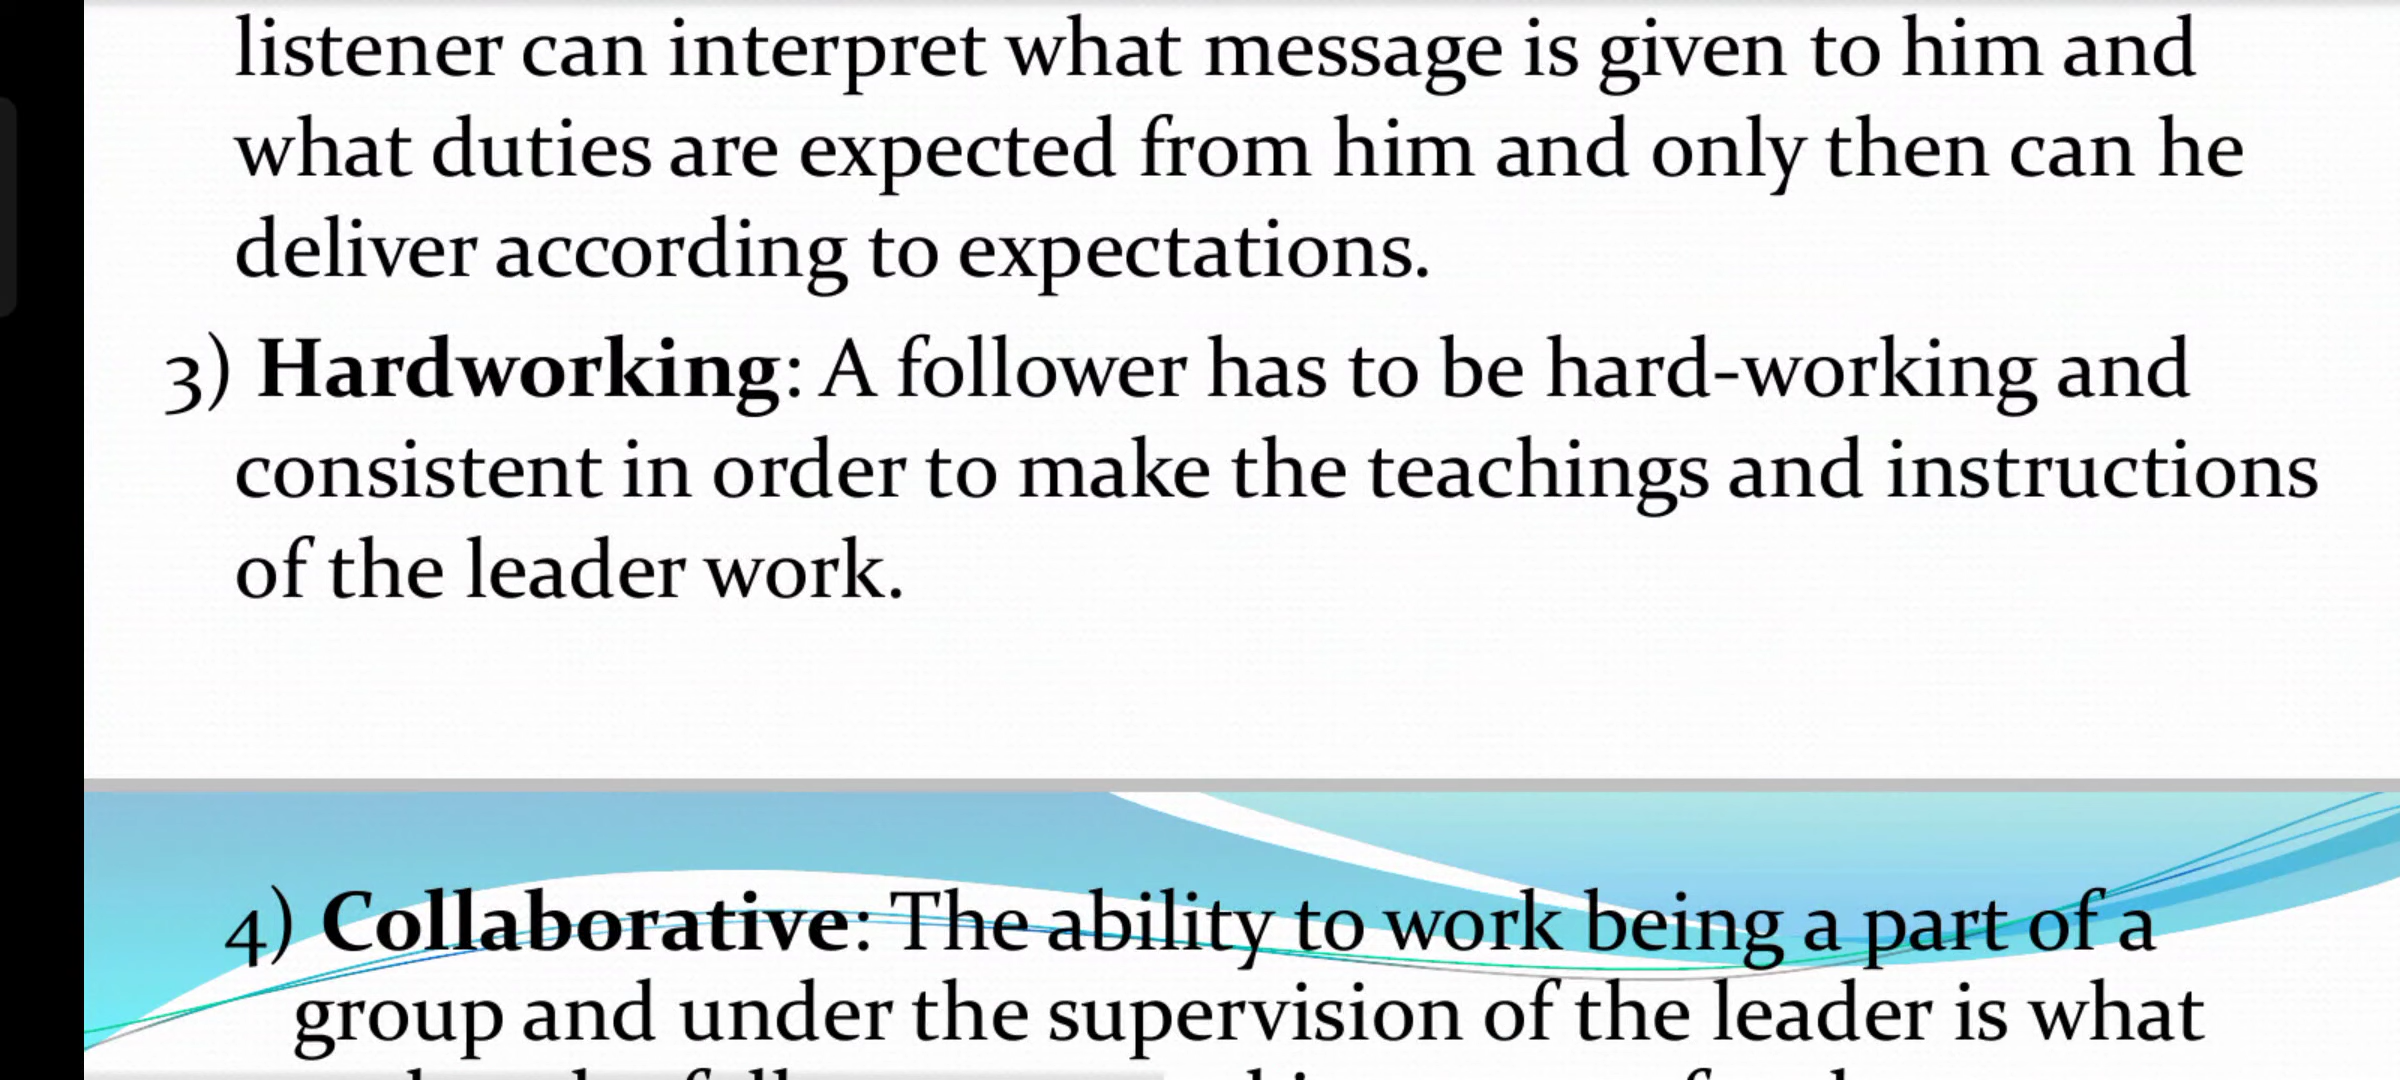 listener can interpret what message is given to him and
what duties are expected from him and only then can he
deliver according to expectations.
3) Hardworking: A follower has to be hard-working and
consistent in order to make the teachings and instructions
of the leader work.
4) Collaborative: The ability to work being a part of a
group and under the supervision of the leader is what